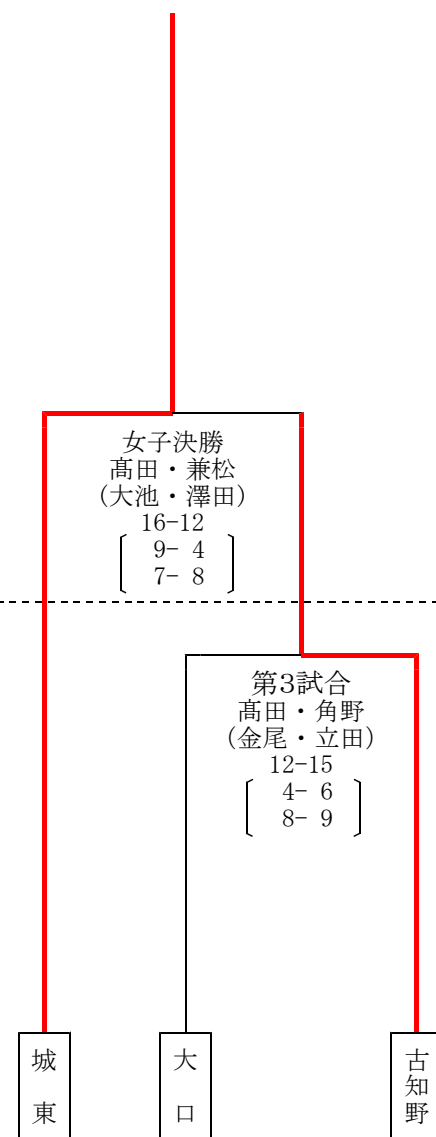 女子決勝
髙田・兼松
(大池・澤田)
16-12
9- 4
7- 8
第3試合
髙田・角野
(金尾・立田)
12-15
4- 6
8- 9
城東
大口
古知野